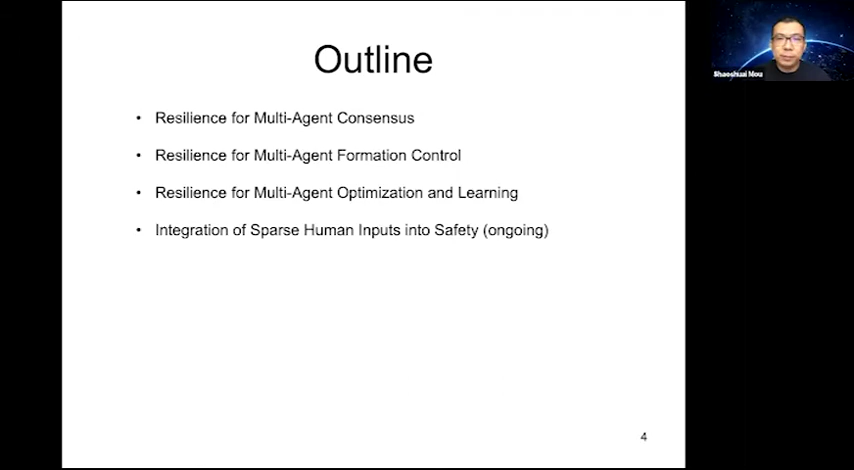 Outline
• Resilience for Multi-Agent Consensus
• Resilience for Multi-Agent Formation Control
• Resilience for Multi-Agent Optimization and Learning
• Integration of Sparse Human Inputs into Safety (ongoing)
4
Shaoshuai Mou